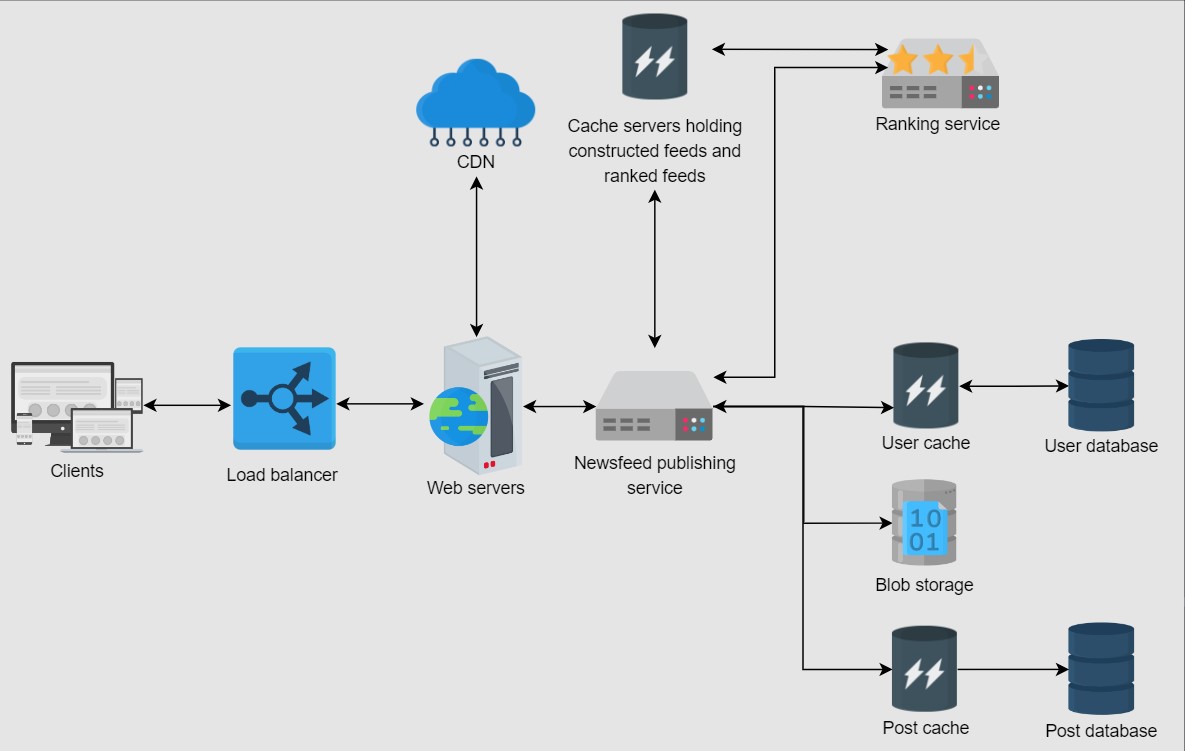 CDN
Cache servers holding
constructed feeds and
ranked feeds
Ranking service
Clients
Load balancer
Web servers
Newsfeed publishing
service
User cache
User database
10
01
Blob storage
Post cache
Post database